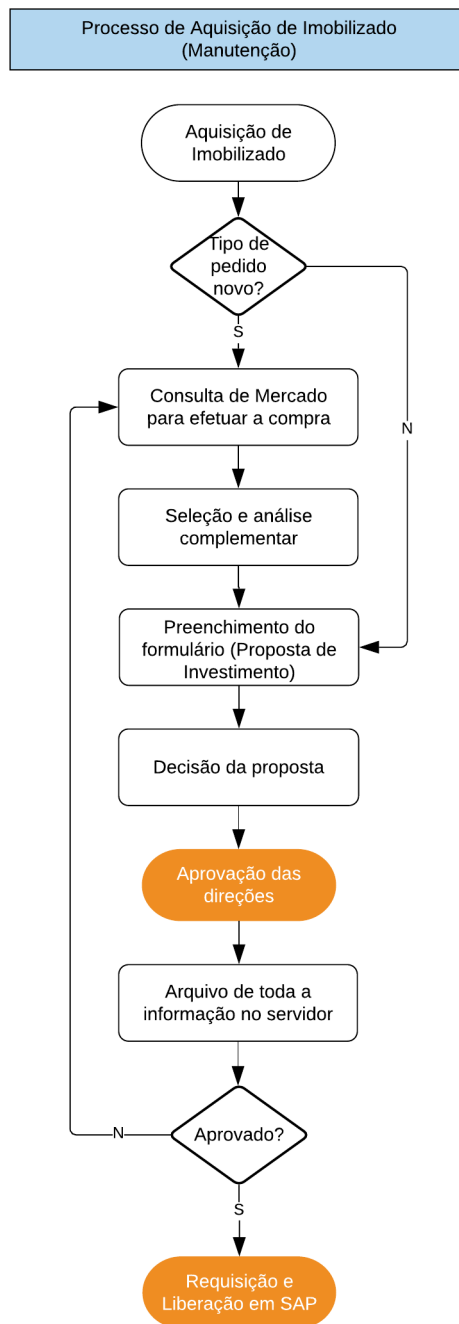 Processo de Aquisição de Imobilizado
(Manutenção)
Aquisição de
Imobilizado
Tipo de
pedido
novo?
S
Consulta de Mercado
para efetuar a compra
N
Seleção e análise
complementar
Preenchimento do
formulário (Proposta de
Investimento)
Decisão da proposta
Aprovação das
direções
Arquivo de toda a
informação no servidor
Aprovado?
N
S
Requisição e
Liberação em SAP